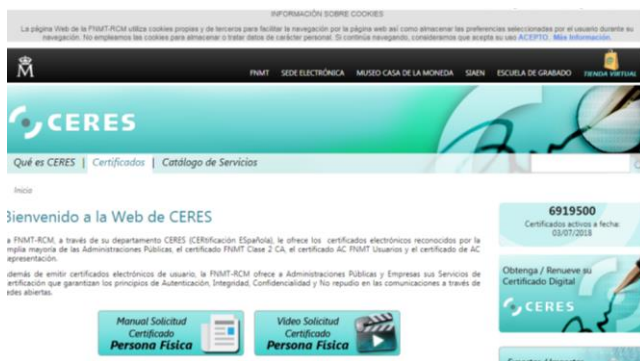 INFORMACIÓN SOBRE COOKIES
La página Web de la FNMT-RCM utiliza cookies propias y de terceros para facilitar la navegación por la página web así como almacenar las preferencias seleccionadas por el usuario durante su
navegación. No empleamos las cookies para almacenar o tratar datos de carácter personal. Si continúa navegando, consideramos que acepta su uso ACEPTO. Más Información.
FNMT SEDE ELECTRÓNICA MUSEO CASA DE LA MONEDA SIAEN ESCUELA DE GRABADO TIENDA VIRTUAL
CERES
Qué es CERES | Certificados | Catálogo de Servicios
Inicio
Bienvenido a la Web de CERES
a FNMT-RCM, a través de su departamento CERES (CERtificación ESpañola), le ofrece los certificados electrónicos reconocidos por la
mplia mayoría de las Administraciones Públicas, el certificado FNMT Clase 2 CA, el certificado AC FNMT Usuarios y el certificado de AC
epresentación.
demás de emitir certificados electrónicos de usuario, la FNMT-RCM ofrece a Administraciones Públicas y Empresas sus Servicios de
ertificación que garantizan los principios de Autenticación, Integridad, Confidencialidad y No repudio en las comunicaciones a través de
edes abiertas.
Manual Solicitud
Certificado
Persona Física
Video Solicitud
Certificado
Persona Física
6919500
Certificados activos a fecha:
03/07/2018
Obtenga / Renueve su
Certificado Digital
CERES